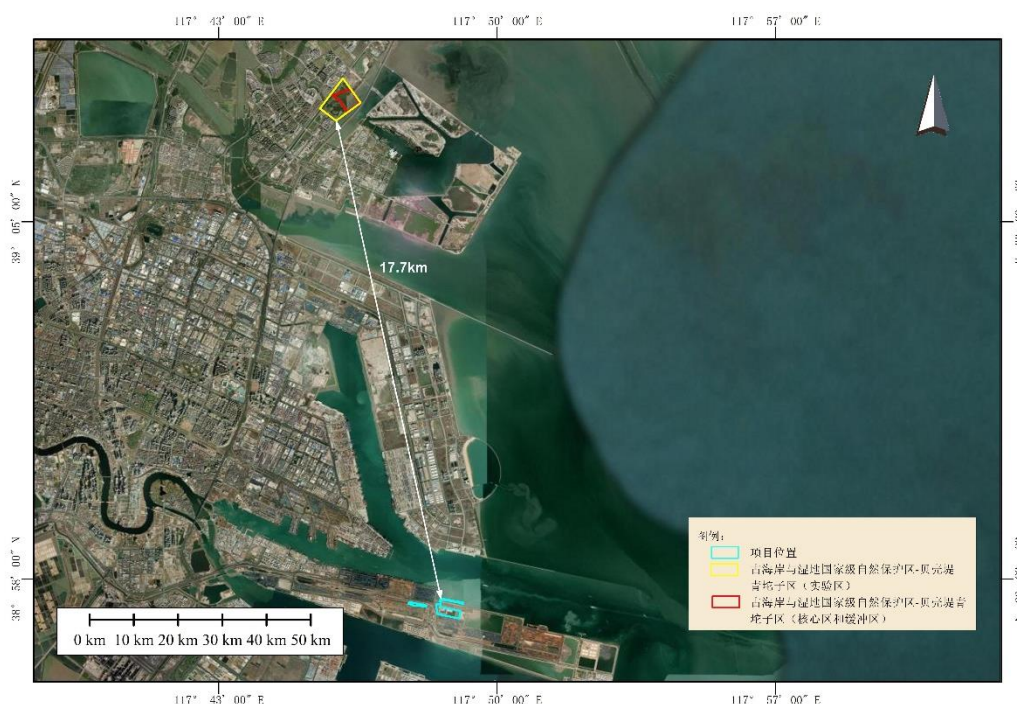 117° 43′ 00″ E
117° 50′ 00″ E
117° 57′ 00″ E
39° 05′ 00″ N
17.7km
38° 58′ 00″ N
图例：
项目位置
古海岸与湿地国家级自然保护区-贝壳堤
青坨子区（实验区）
古海岸与湿地国家级自然保护区-贝壳堤青
坨子区（核心区和缓冲区）
0 km 10 km 20 km 30 km 40 km 50 km
117° 43′ 00″ E
117° 50′ 00″ E
117° 57′ 00″ E